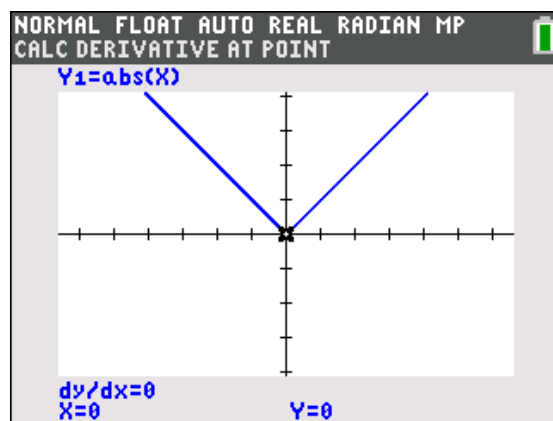 NORMAL FLOAT AUTO REAL RADIAN MP
CALC DERIVATIVE AT POINT
Y1=abs(X)
dy/dx=0
X=0 Y=0